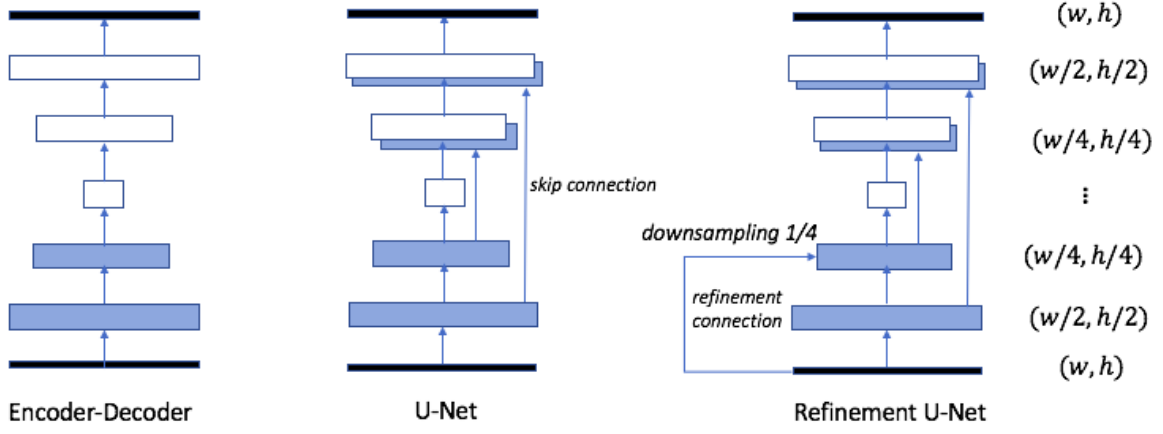 (w, h)
(w/2, h/2)
(w/4, h/4)
skip connection
⋮
downsampling 1/4
(w/4, h/4)
refinement
connection
(w/2, h/2)
(w, h)
Encoder-Decoder
U-Net
Refinement U-Net